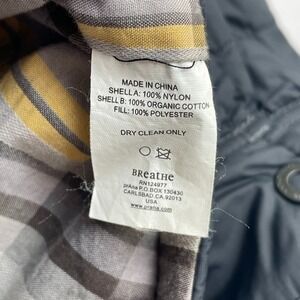 MADE IN CHINA
SHELL A: 100% NYLON
SHELL B: 100% ORGANIC COTTON
FILL: 100% POLYESTER
DRY CLEAN ONLY
BREATHE
RN124977
prAna P.O BOX 130430
CARLSBAD, CA 92013
USA
www.prana.com